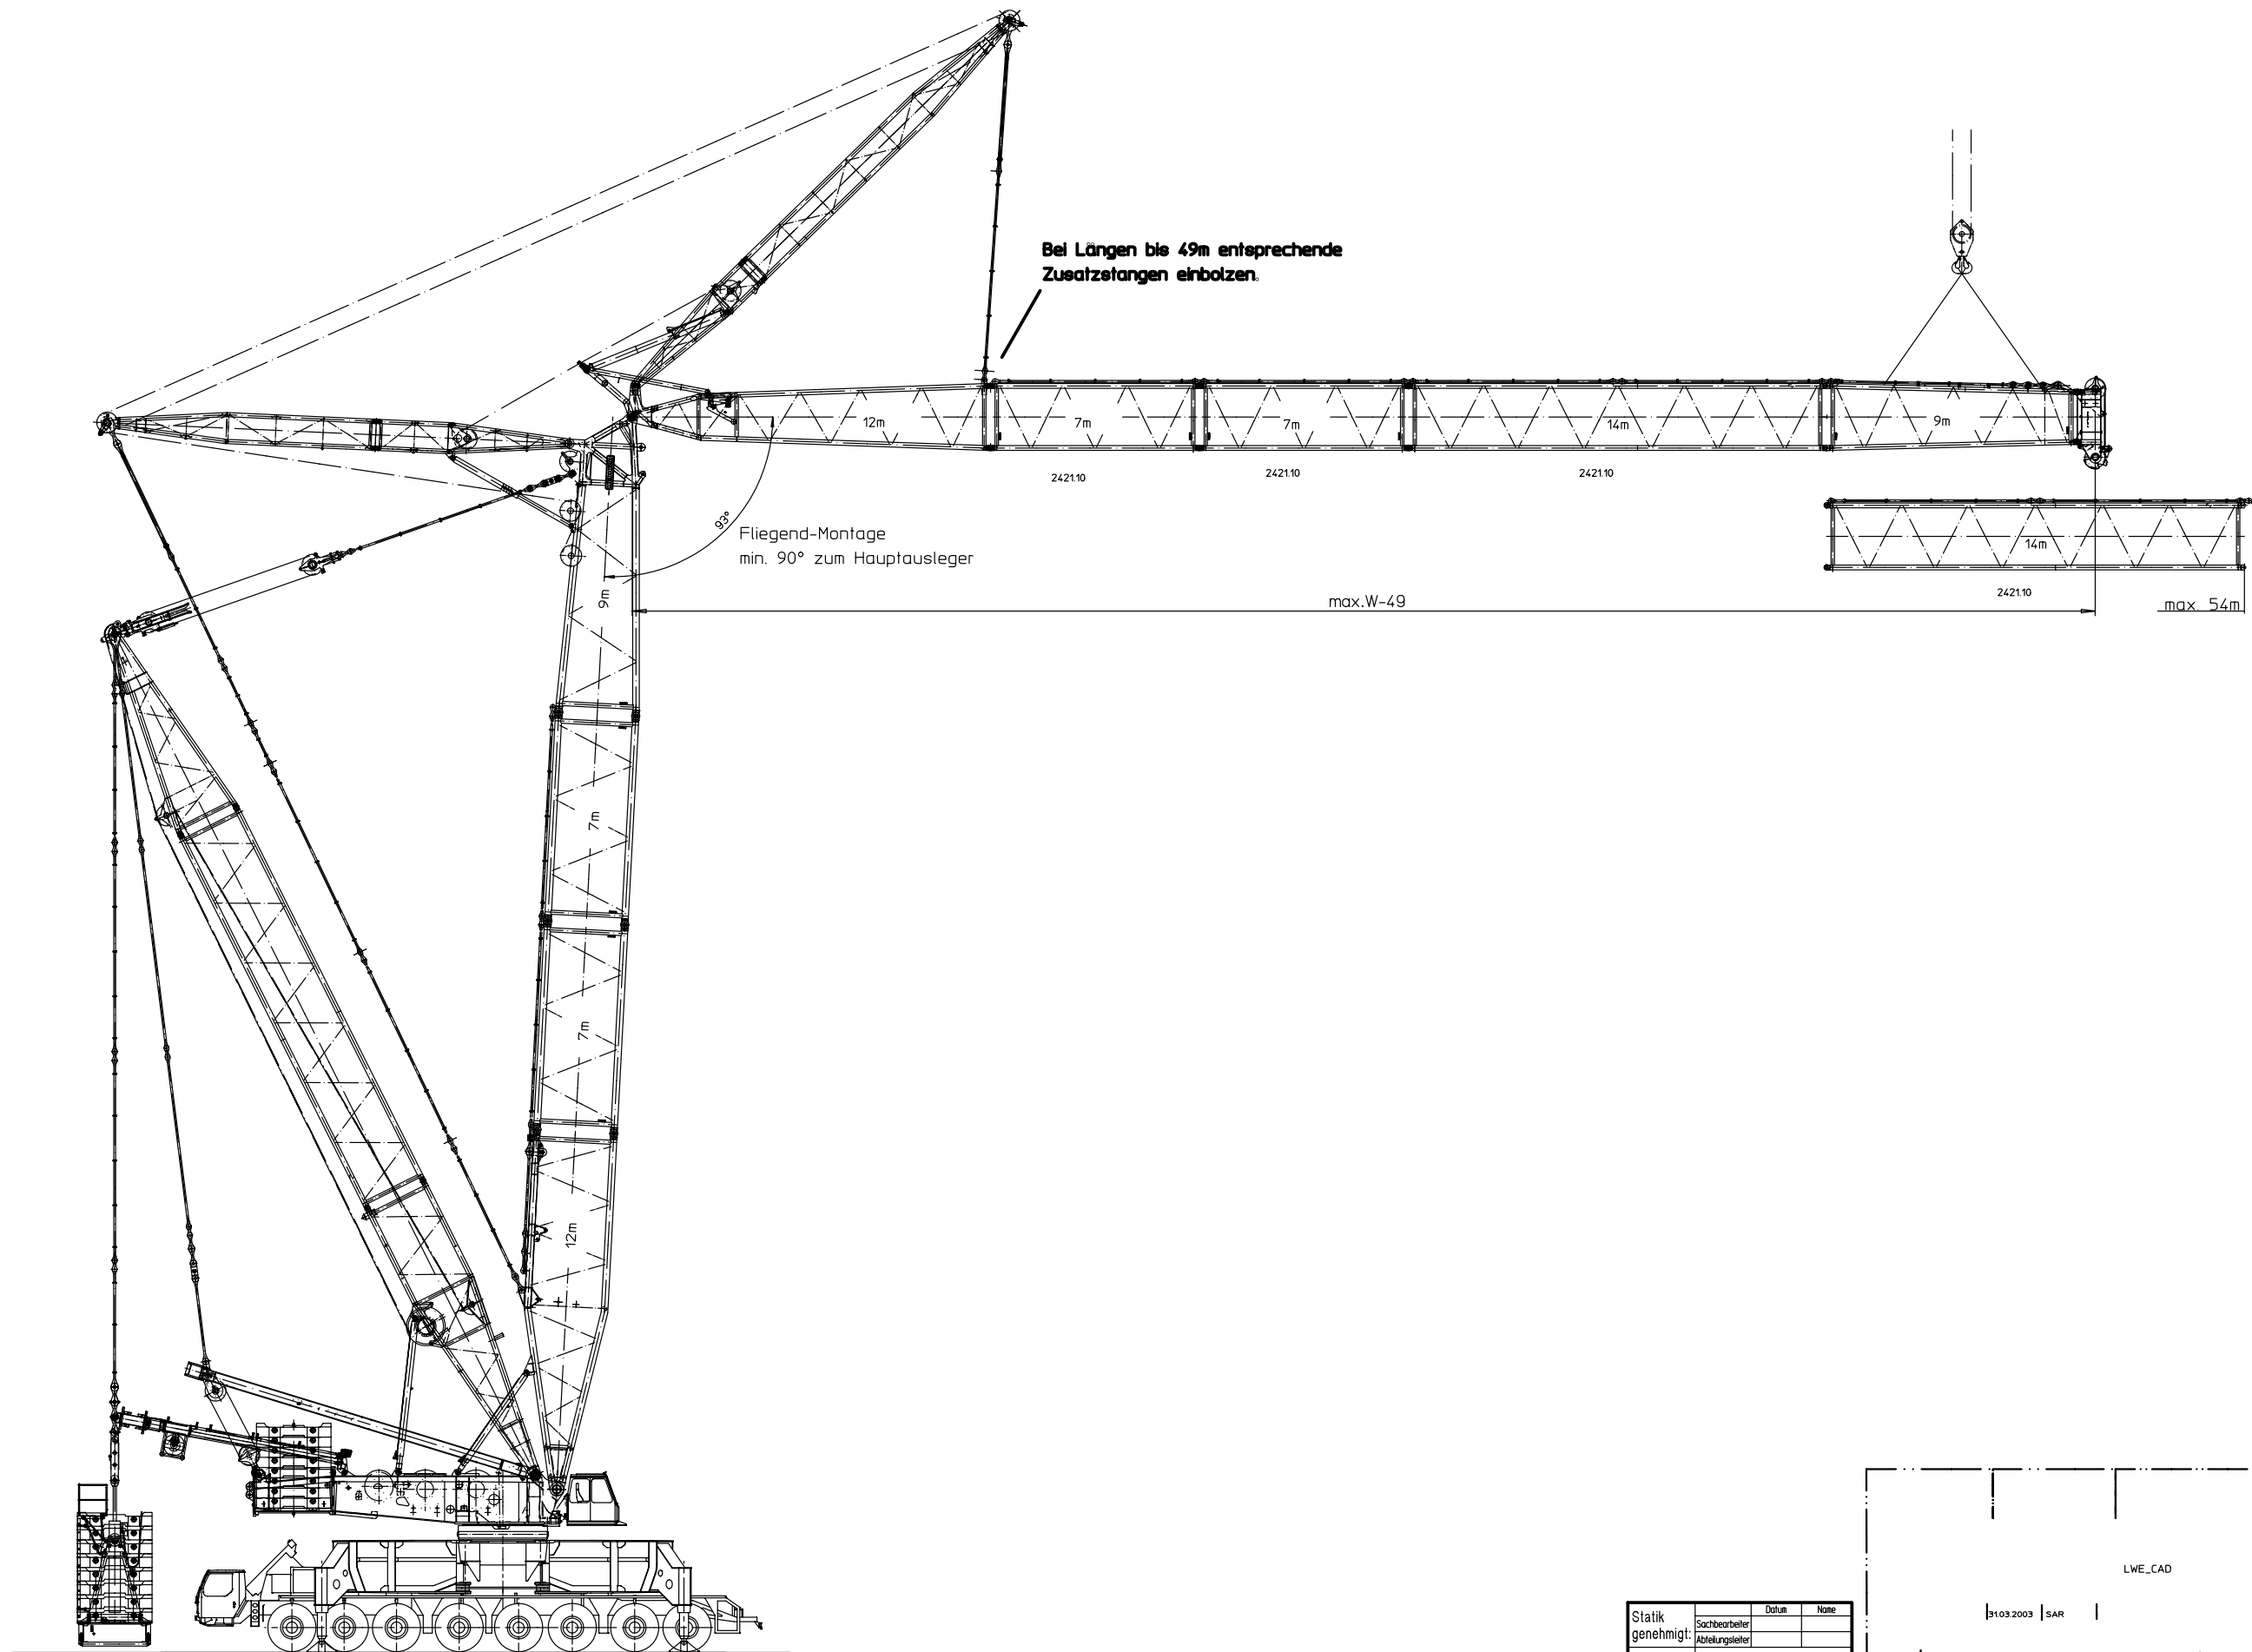 Bei Längen bis 49m entsprechende
Zusatzstangen einbolzen.
12m
7m
7m
14m
9m
2421.10
2421.10
2421.10
93°
Fliegend-Montage
min. 90° zum Hauptausleger
14m
2421.10
max.W-49
max. 54m
9m
7m
7m
12m
LWE_CAD
31.03.2003 SAR
Datum Name
Statik genehmigt:
Sachbearbeiter
Abteilungsleiter